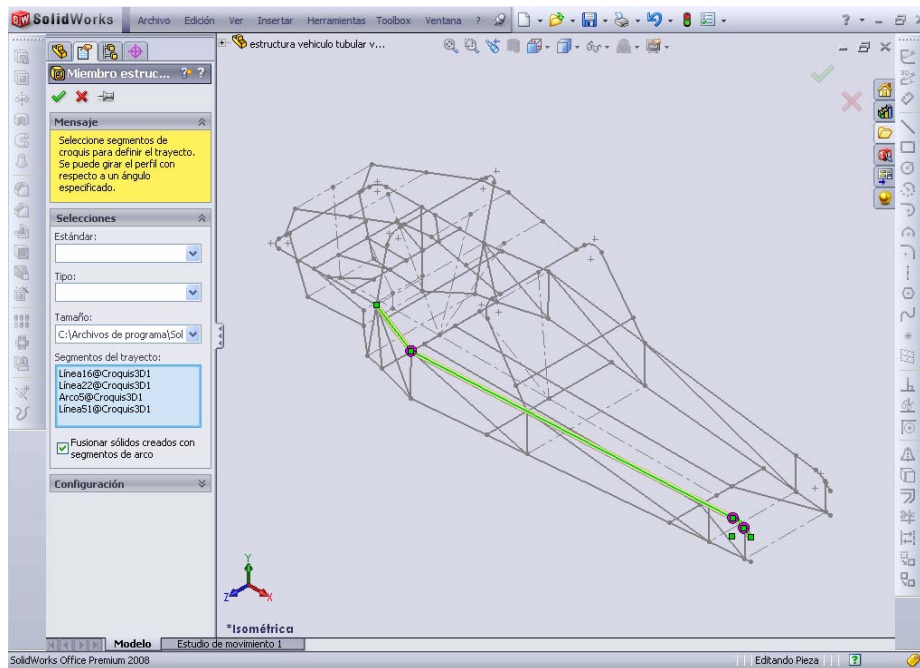 SolidWorks Archivo Edición Ver Insertar Herramientas Toolbox Ventana ?
estructura vehiculo tubular v...
Miembro estruc... ? ?
Mensaje
Seleccione segmentos de
croquis para definir el trayecto.
Se puede girar el perfil con
respecto a un ángulo
especificado.
Selecciones
Estándar:
Tipo:
Tamaño:
C:\Archivos de programa\Sol
Segmentos del trayecto:
Línea16@Croquis3D1
Línea22@Croquis3D1
Arco5@Croquis3D1
Línea51@Croquis3D1
Fusionar sólidos creados con
segmentos de arco
Configuración
Y
Z
X
*Isométrica
Modelo Estudio de movimiento 1
SolidWorks Office Premium 2008 Editando Pieza